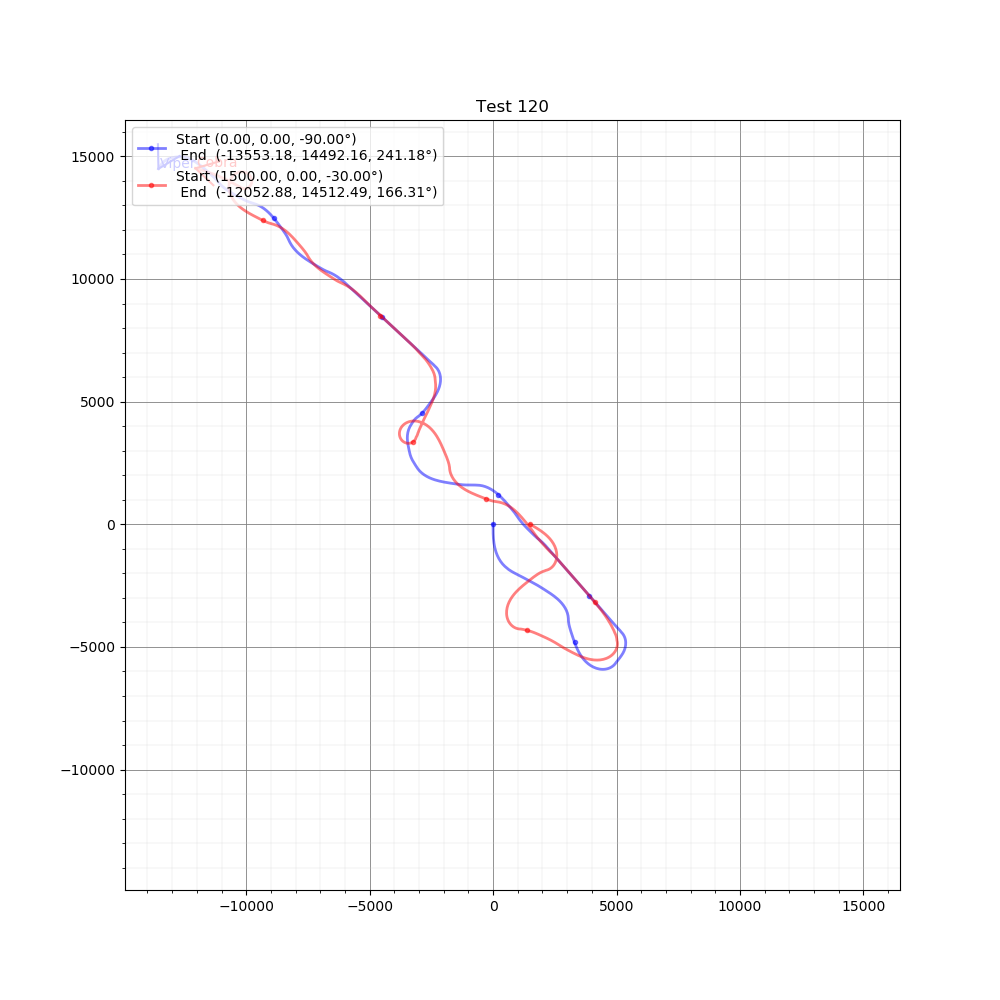 Test 120
Start (0.00, 0.00, -90.00°)
End (-13553.18, 14492.16, 241.18°)
Start (1500.00, 0.00, -30.00°)
End (-12052.88, 14512.49, 166.31°)
Viper
Cobra
15000
10000
5000
0
−5000
−10000
−10000 −5000 0 5000 10000 15000